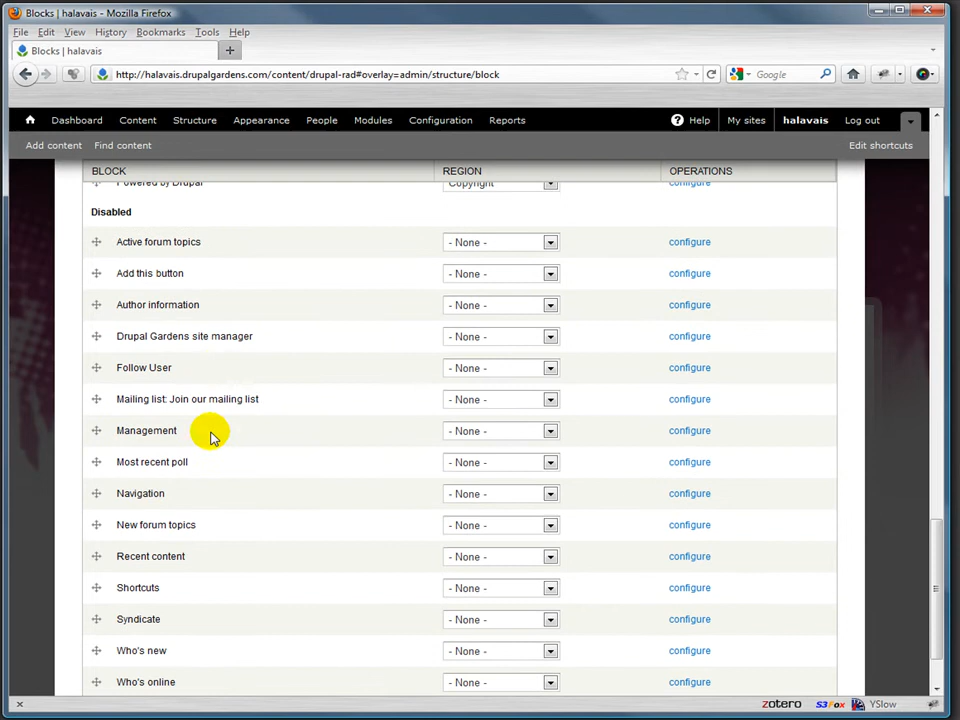 Blocks | halavais - Mozilla Firefox
File Edit View History Bookmarks Tools Help
Blocks | halavais
http://halavais.drupalgardens.com/content/drupal-rad#overlay=admin/structure/block
Google
Dashboard Content Structure Appearance People Modules Configuration Reports Help My sites halavais Log out
Add content Find content Edit shortcuts
BLOCK REGION OPERATIONS
Powered by Drupal Copyright configure
Disabled
Active forum topics - None - configure
Add this button - None - configure
Author information - None - configure
Drupal Gardens site manager - None - configure
Follow User - None - configure
Mailing list: Join our mailing list - None - configure
Management - None - configure
Most recent poll - None - configure
Navigation - None - configure
New forum topics - None - configure
Recent content - None - configure
Shortcuts - None - configure
Syndicate - None - configure
Who's new - None - configure
Who's online - None - configure
zotero S3Fox YSlow